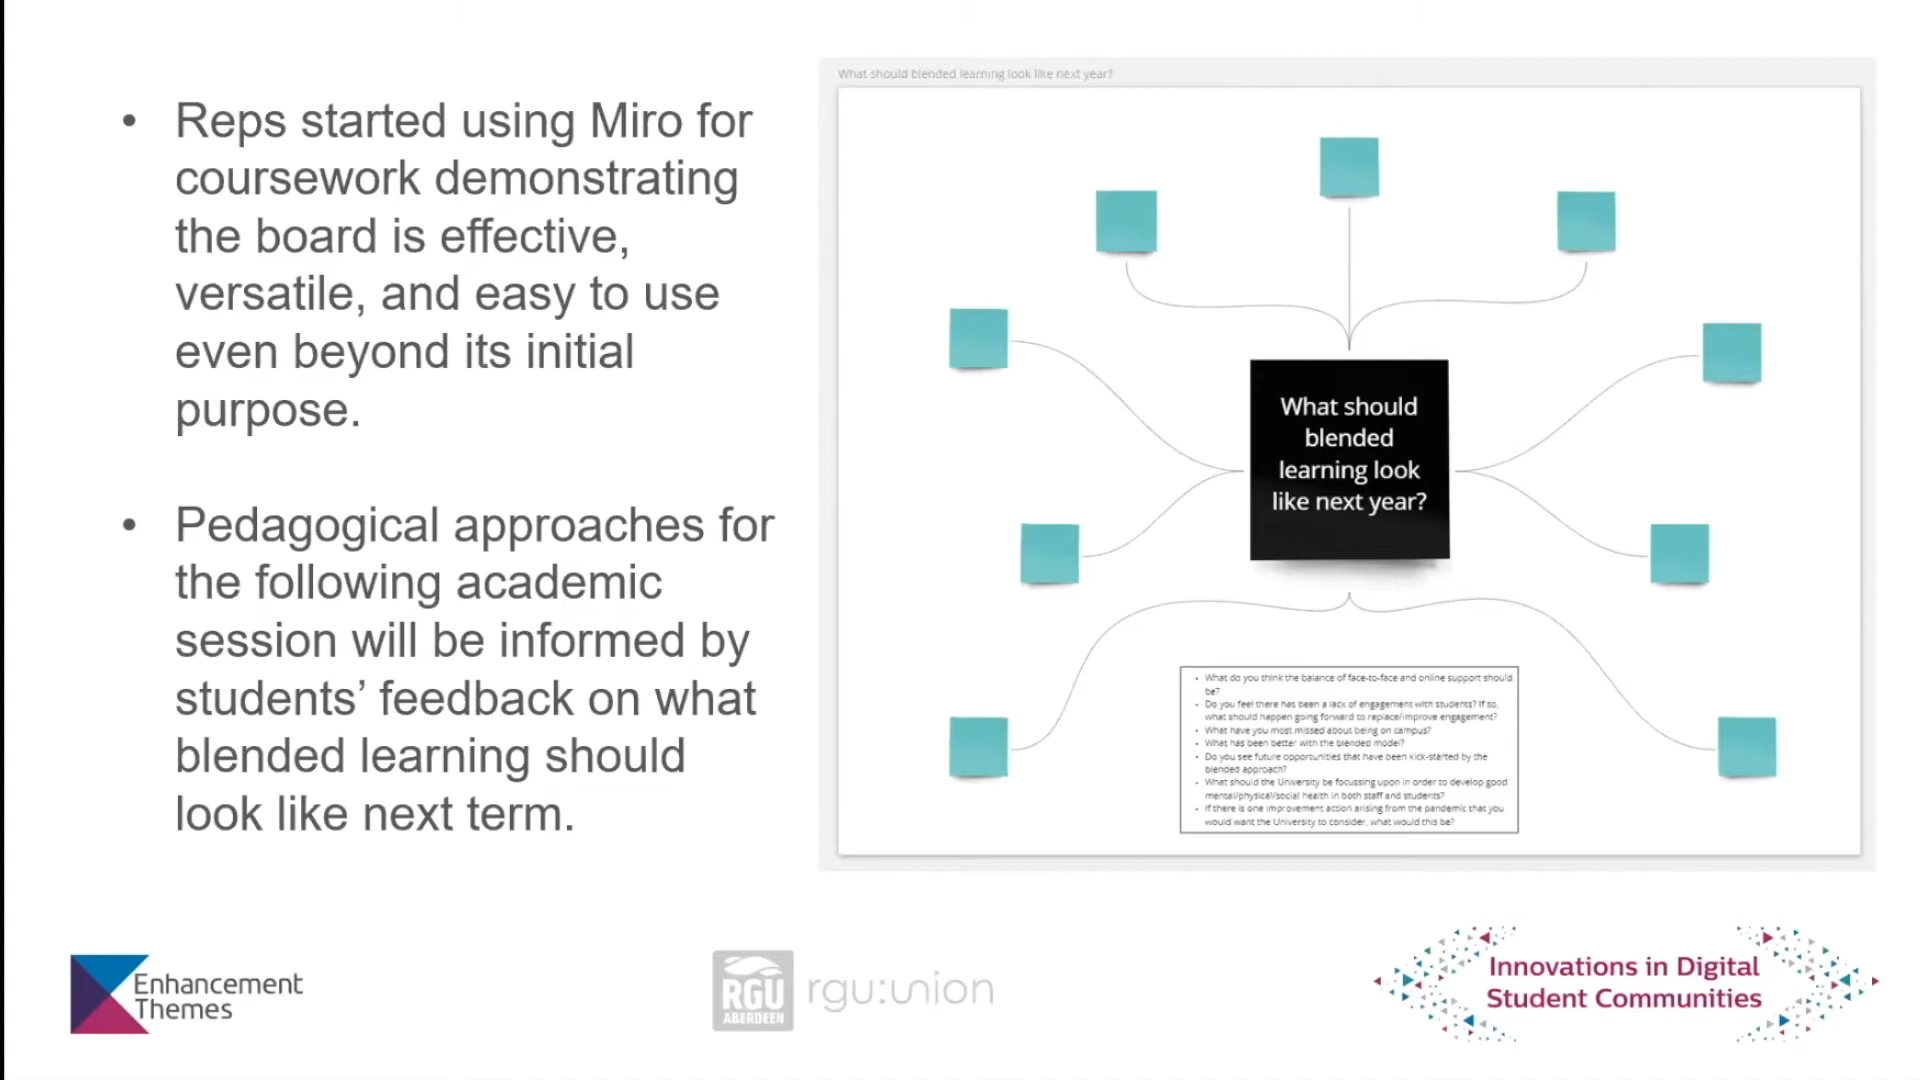 • Reps started using Miro for
coursework demonstrating
the board is effective,
versatile, and easy to use
even beyond its initial
purpose.
• Pedagogical approaches for
the following academic
session will be informed by
students’ feedback on what
blended learning should
look like next term.
What should blended learning look like next year?
What should
blended
learning look
like next year?
• What do you think the balance of face-to-face and online support should
be?
• Do you feel there has been a lack of engagement with students? If so,
what should happen going forward to replace/improve engagement?
• What have you most missed about being on campus?
• What has been better with the blended model?
• Do you see future opportunities that have been kick-started by the
blended approach?
• What should the University be focussing upon in order to develop good
mental/physical/social health in both staff and students?
• If there is one improvement action arising from the pandemic that you
would want the University to consider, what would this be?
Enhancement
Themes
RGU
ABERDEEN
rgu:union
Innovations in Digital
Student Communities